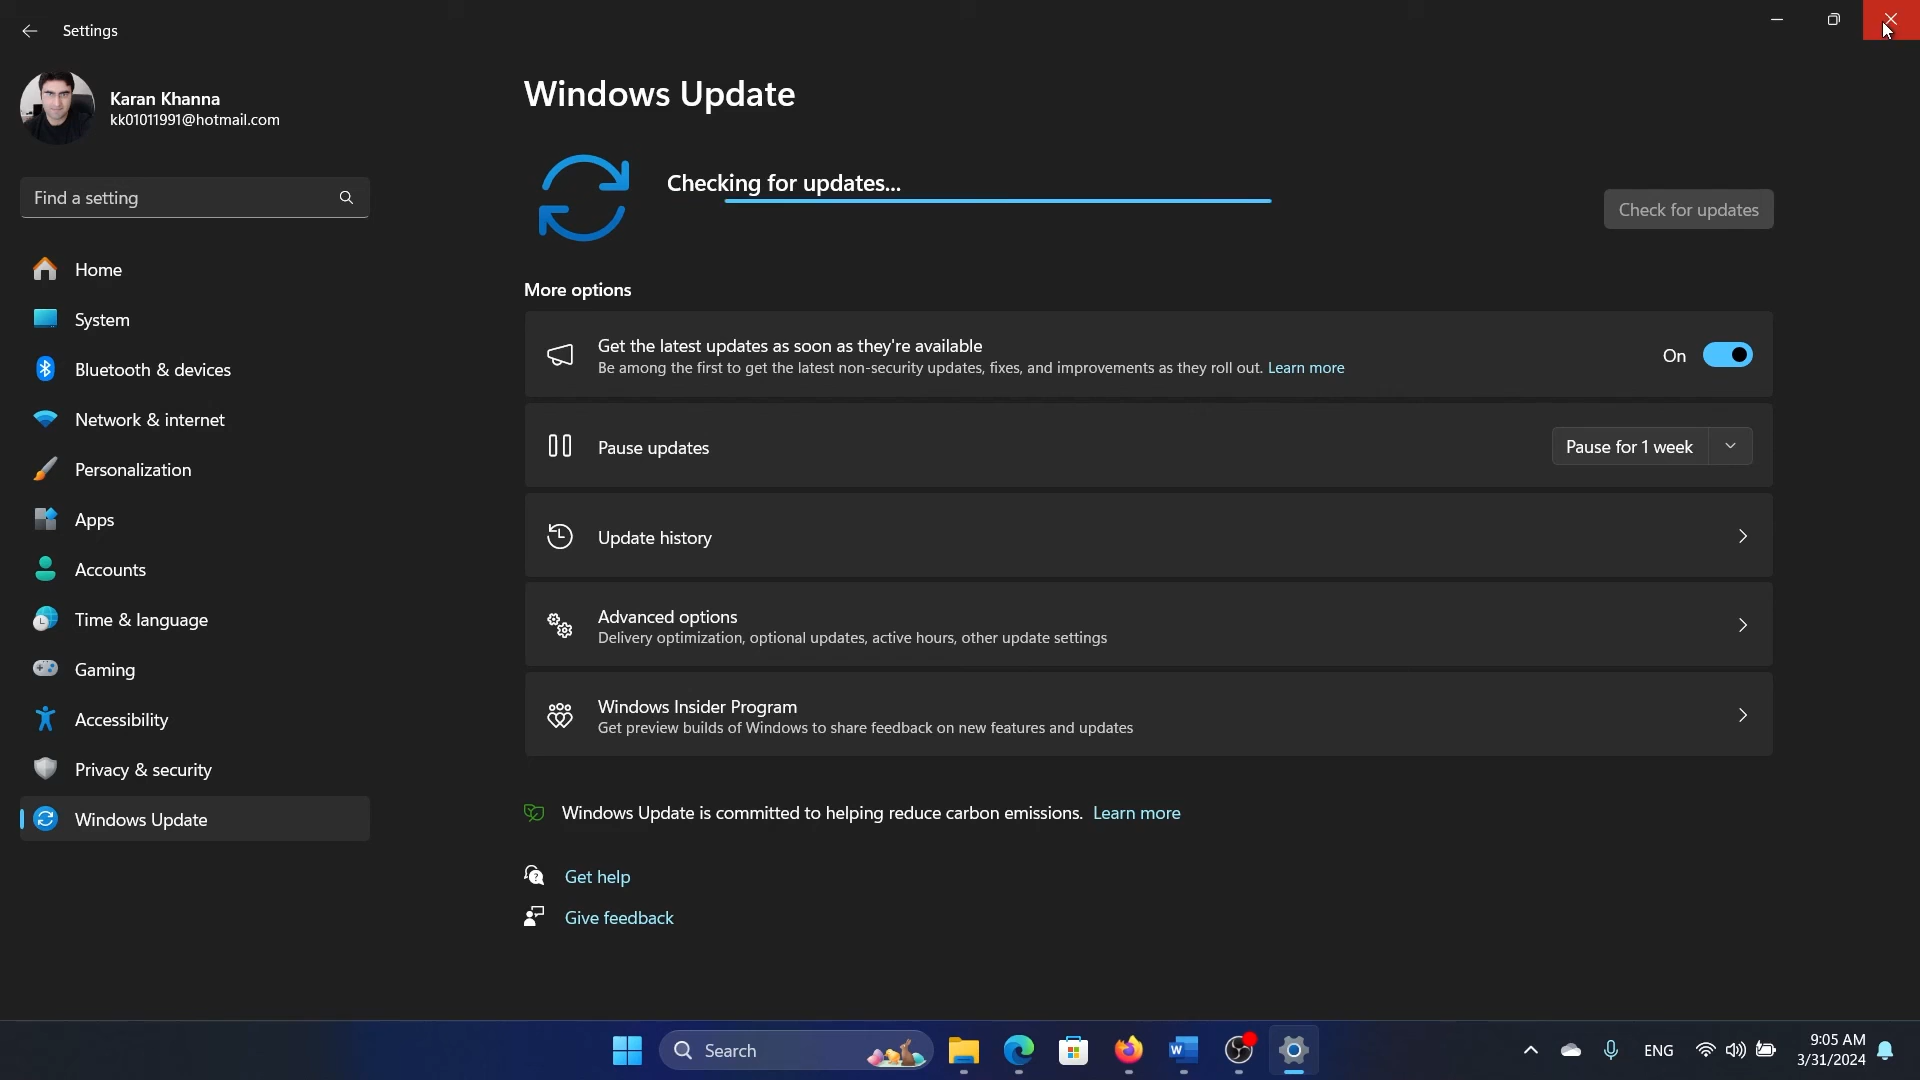 Settings
Karan Khanna
kk01011991@hotmail.com
Find a setting
Home
System
Bluetooth & devices
Network & internet
Personalization
Apps
Accounts
Time & language
Gaming
Accessibility
Privacy & security
Windows Update
Windows Update
Checking for updates...
Check for updates
More options
Get the latest updates as soon as they're available
Be among the first to get the latest non-security updates, fixes, and improvements as they roll out. Learn more
On
Pause updates
Pause for 1 week
Update history
Advanced options
Delivery optimization, optional updates, active hours, other update settings
Windows Insider Program
Get preview builds of Windows to share feedback on new features and updates
Windows Update is committed to helping reduce carbon emissions. Learn more
Get help
Give feedback
Search
W
ENG
9:05 AM
3/31/2024